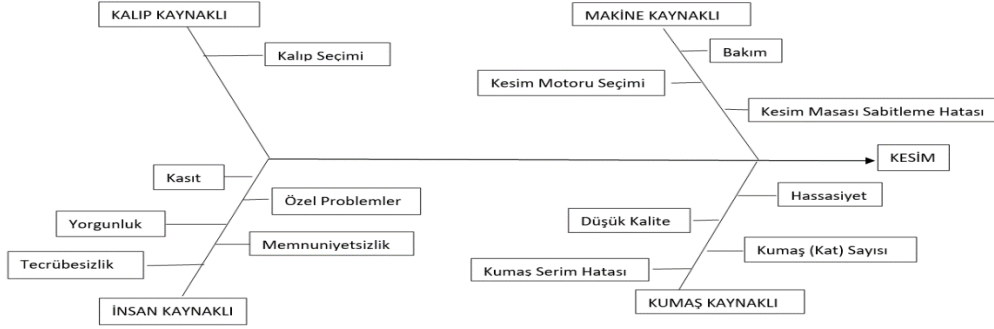 KALIP KAYNAKLI
MAKİNE KAYNAKLI
Kalıp Seçimi
Bakım
Kesim Motoru Seçimi
Kesim Masası Sabitleme Hatası
KESİM
Kasıt
Özel Problemler
Hassasiyet
Yorgunluk
Düşük Kalite
Memnuniyetsizlik
Kumaş (Kat) Sayısı
Tecrübesizlik
Kumas Serim Hatası
İNSAN KAYNAKLI
KUMAŞ KAYNAKLI